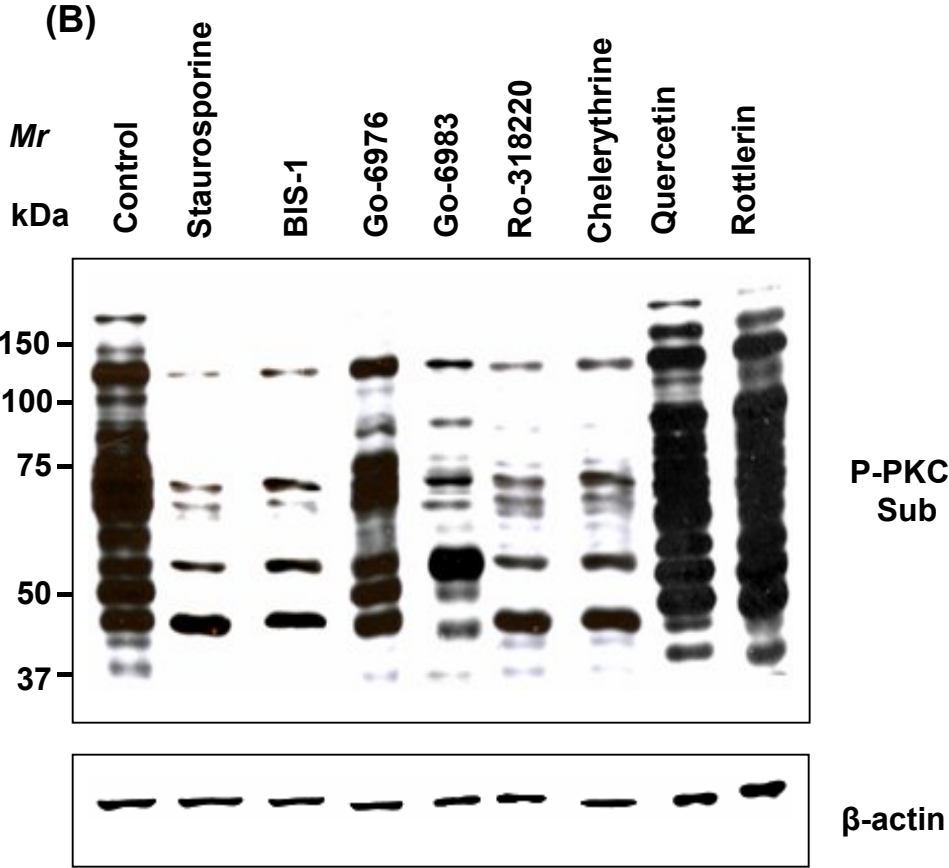 (B)
Mr
kDa
Control
Staurosporine
BIS-1
Go-6976
Go-6983
Ro-318220
Chelerythrine
Quercetin
Rottlerin
150
100
75
50
37
P-PKC
Sub
β-actin